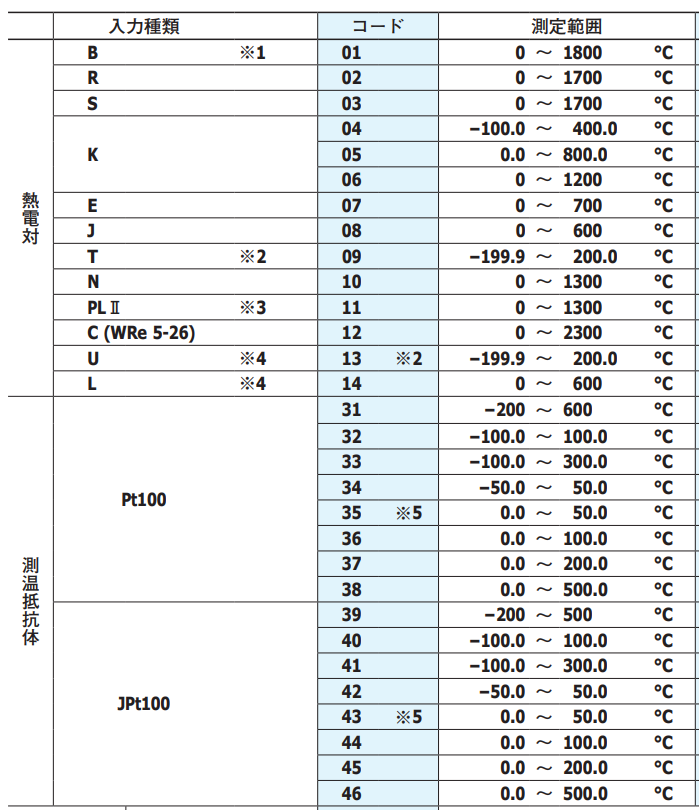 入力種類 コード 測定範囲
熱電対
B ※1 01 0 ～ 1800 °C
R 02 0 ～ 1700 °C
S 03 0 ～ 1700 °C
K
04 −100.0 ～ 400.0 °C
05 0.0 ～ 800.0 °C
06 0 ～ 1200 °C
E 07 0 ～ 700 °C
J 08 0 ～ 600 °C
T ※2 09 −199.9 ～ 200.0 °C
N 10 0 ～ 1300 °C
PLⅡ ※3 11 0 ～ 1300 °C
C (WRe 5-26) 12 0 ～ 2300 °C
U ※4 13 ※2 −199.9 ～ 200.0 °C
L ※4 14 0 ～ 600 °C
測温抵抗体
Pt100
31 −200 ～ 600 °C
32 −100.0 ～ 100.0 °C
33 −100.0 ～ 300.0 °C
34 −50.0 ～ 50.0 °C
35 ※5 0.0 ～ 50.0 °C
36 0.0 ～ 100.0 °C
37 0.0 ～ 200.0 °C
38 0.0 ～ 500.0 °C
JPt100
39 −200 ～ 500 °C
40 −100.0 ～ 100.0 °C
41 −100.0 ～ 300.0 °C
42 −50.0 ～ 50.0 °C
43 ※5 0.0 ～ 50.0 °C
44 0.0 ～ 100.0 °C
45 0.0 ～ 200.0 °C
46 0.0 ～ 500.0 °C